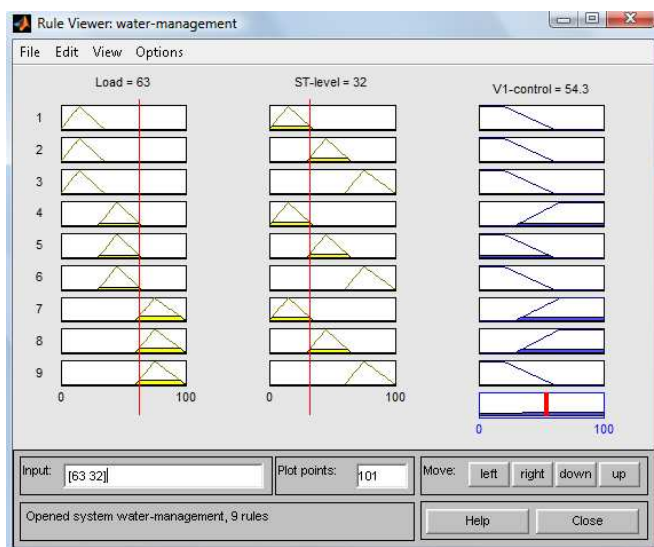 Rule Viewer: water-management
File Edit View Options
Load = 63 ST-level = 32 V1-control = 54.3
1
2
3
4
5
6
7
8
9
0 100 0 100
0 100
Input: [63 32] Plot points: 101 Move: left right down up
Opened system water-management, 9 rules Help Close